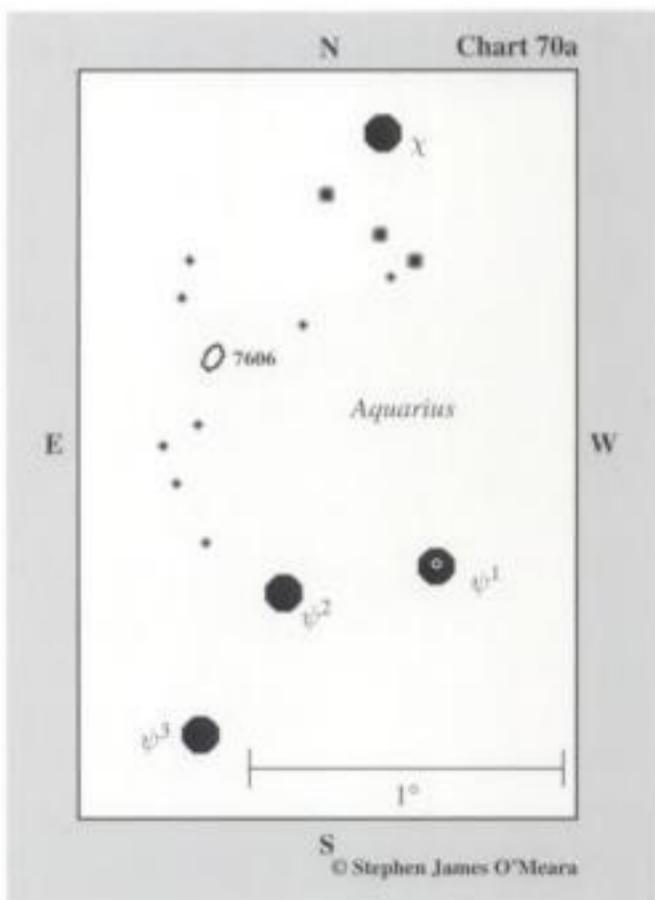 N
Chart 70a
χ
7606
Aquarius
E
W
ψ1
ψ2
ψ3
1°
S
© Stephen James O'Meara